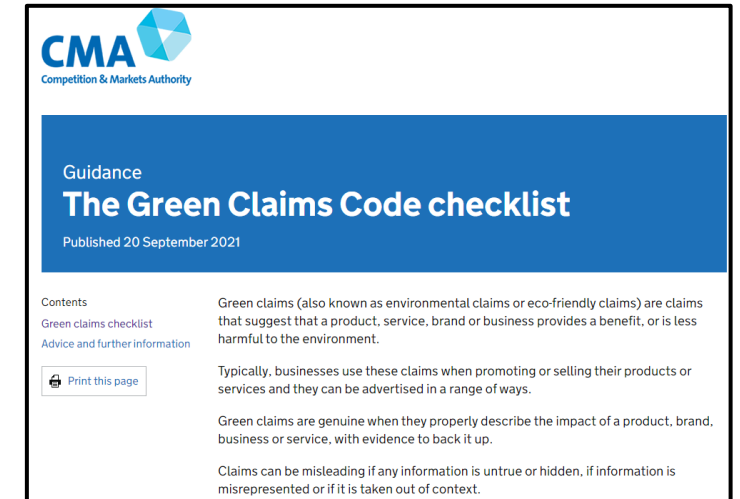 CMA
Competition & Markets Authority
Guidance
The Green Claims Code checklist
Published 20 September 2021
Contents
Green claims checklist
Advice and further information
Print this page
Green claims (also known as environmental claims or eco-friendly claims) are claims
that suggest that a product, service, brand or business provides a benefit, or is less
harmful to the environment.
Typically, businesses use these claims when promoting or selling their products or
services and they can be advertised in a range of ways.
Green claims are genuine when they properly describe the impact of a product, brand,
business or service, with evidence to back it up.
Claims can be misleading if any information is untrue or hidden, if information is
misrepresented or if it is taken out of context.